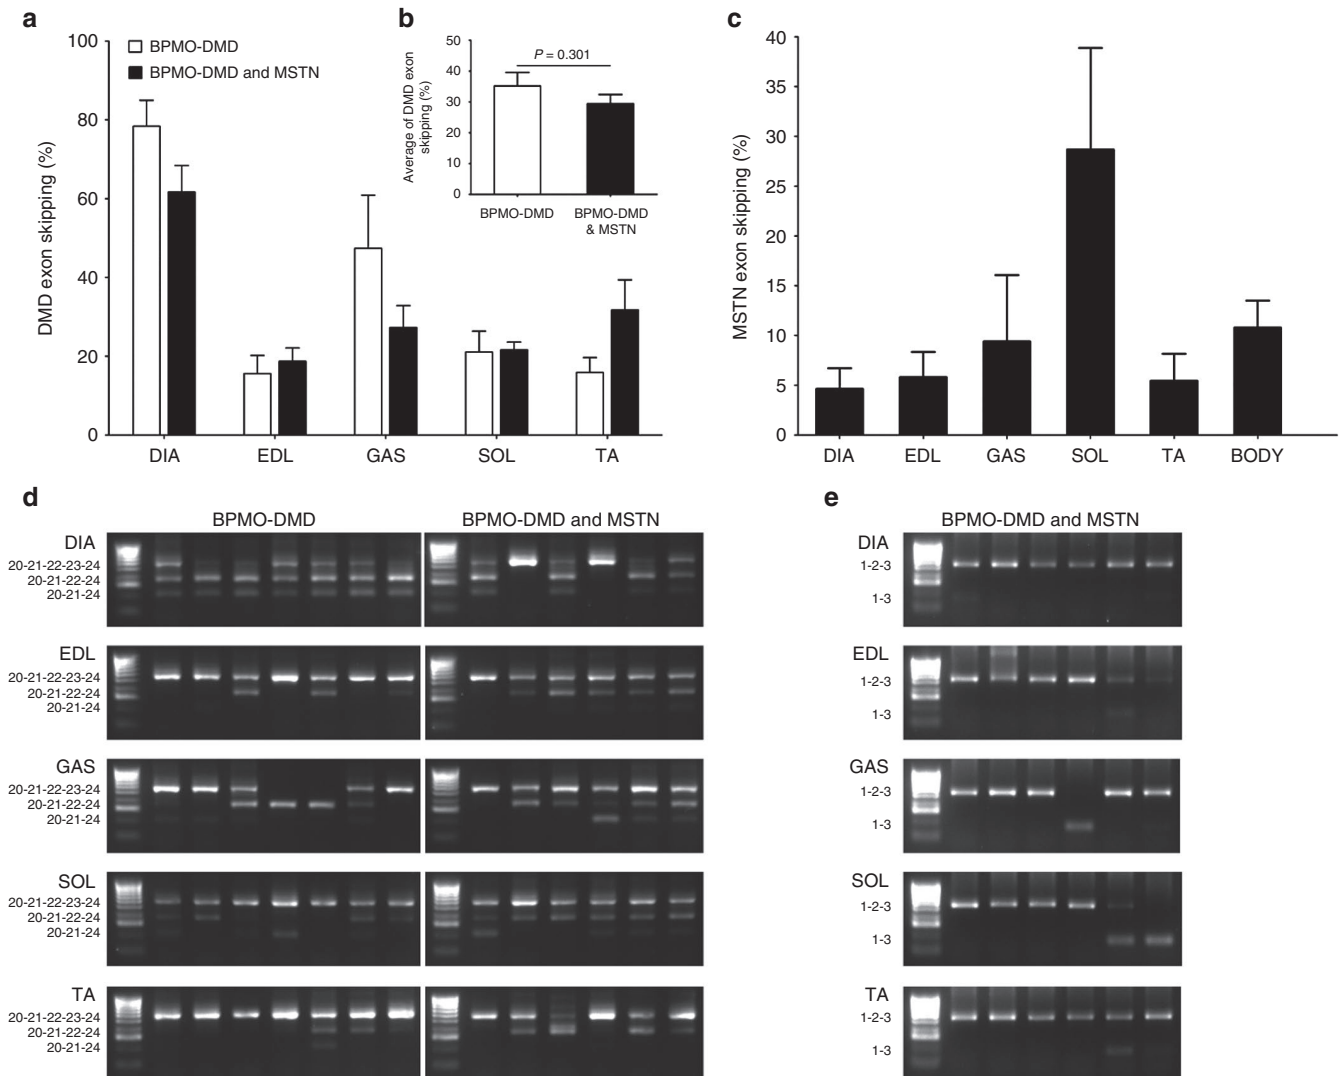 a
b
c
100
80
60
40
20
0
DMD exon skipping (%)
BPMO-DMD
BPMO-DMD and MSTN
DIA
EDL
GAS
SOL
TA
50
40
30
20
10
0
Average of DMD exon
skipping (%)
P = 0.301
BPMO-DMD
BPMO-DMD
& MSTN
40
35
30
25
20
15
10
5
0
MSTN exon skipping (%)
DIA
EDL
GAS
SOL
TA
BODY
d
BPMO-DMD
BPMO-DMD and MSTN
DIA
20-21-22-23-24
20-21-22-24
20-21-24
EDL
20-21-22-23-24
20-21-22-24
20-21-24
GAS
20-21-22-23-24
20-21-22-24
20-21-24
SOL
20-21-22-23-24
20-21-22-24
20-21-24
TA
20-21-22-23-24
20-21-22-24
20-21-24
e
BPMO-DMD and MSTN
DIA
1-2-3
1-3
EDL
1-2-3
1-3
GAS
1-2-3
1-3
SOL
1-2-3
1-3
TA
1-2-3
1-3